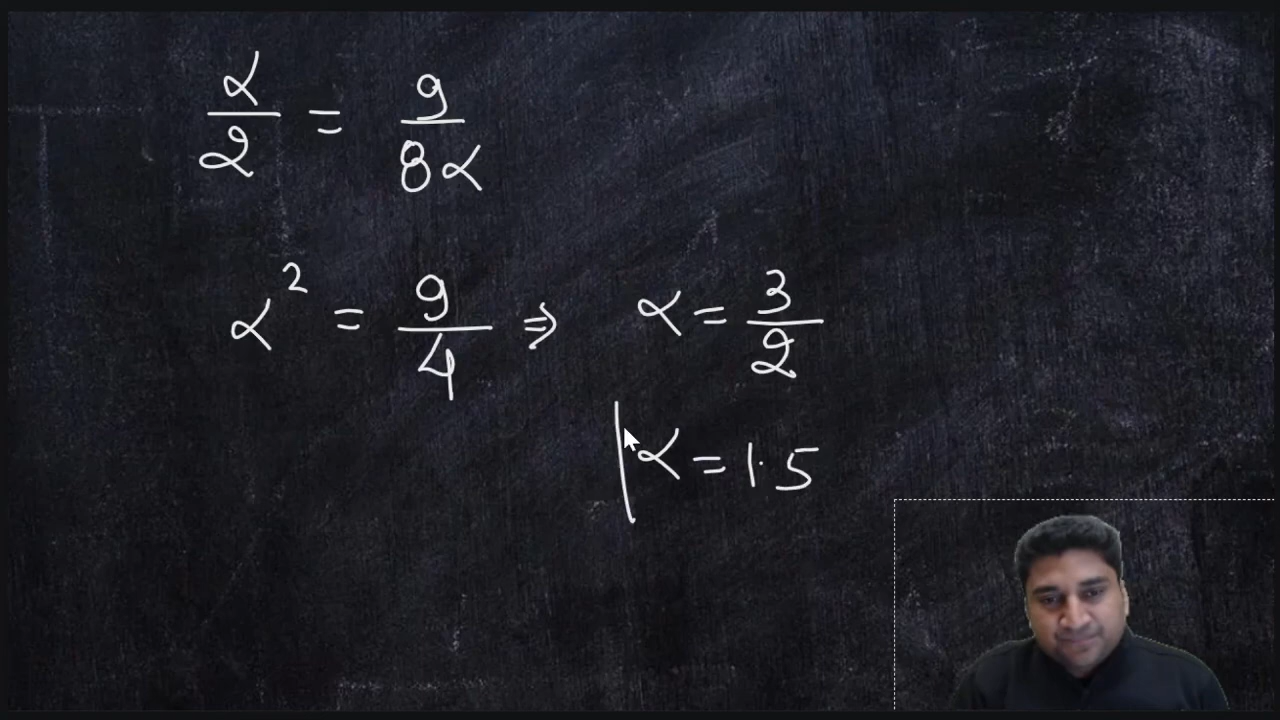 α/2 = 9/8α
α² = 9/4 ⇒ α = 3/2
α = 1.5